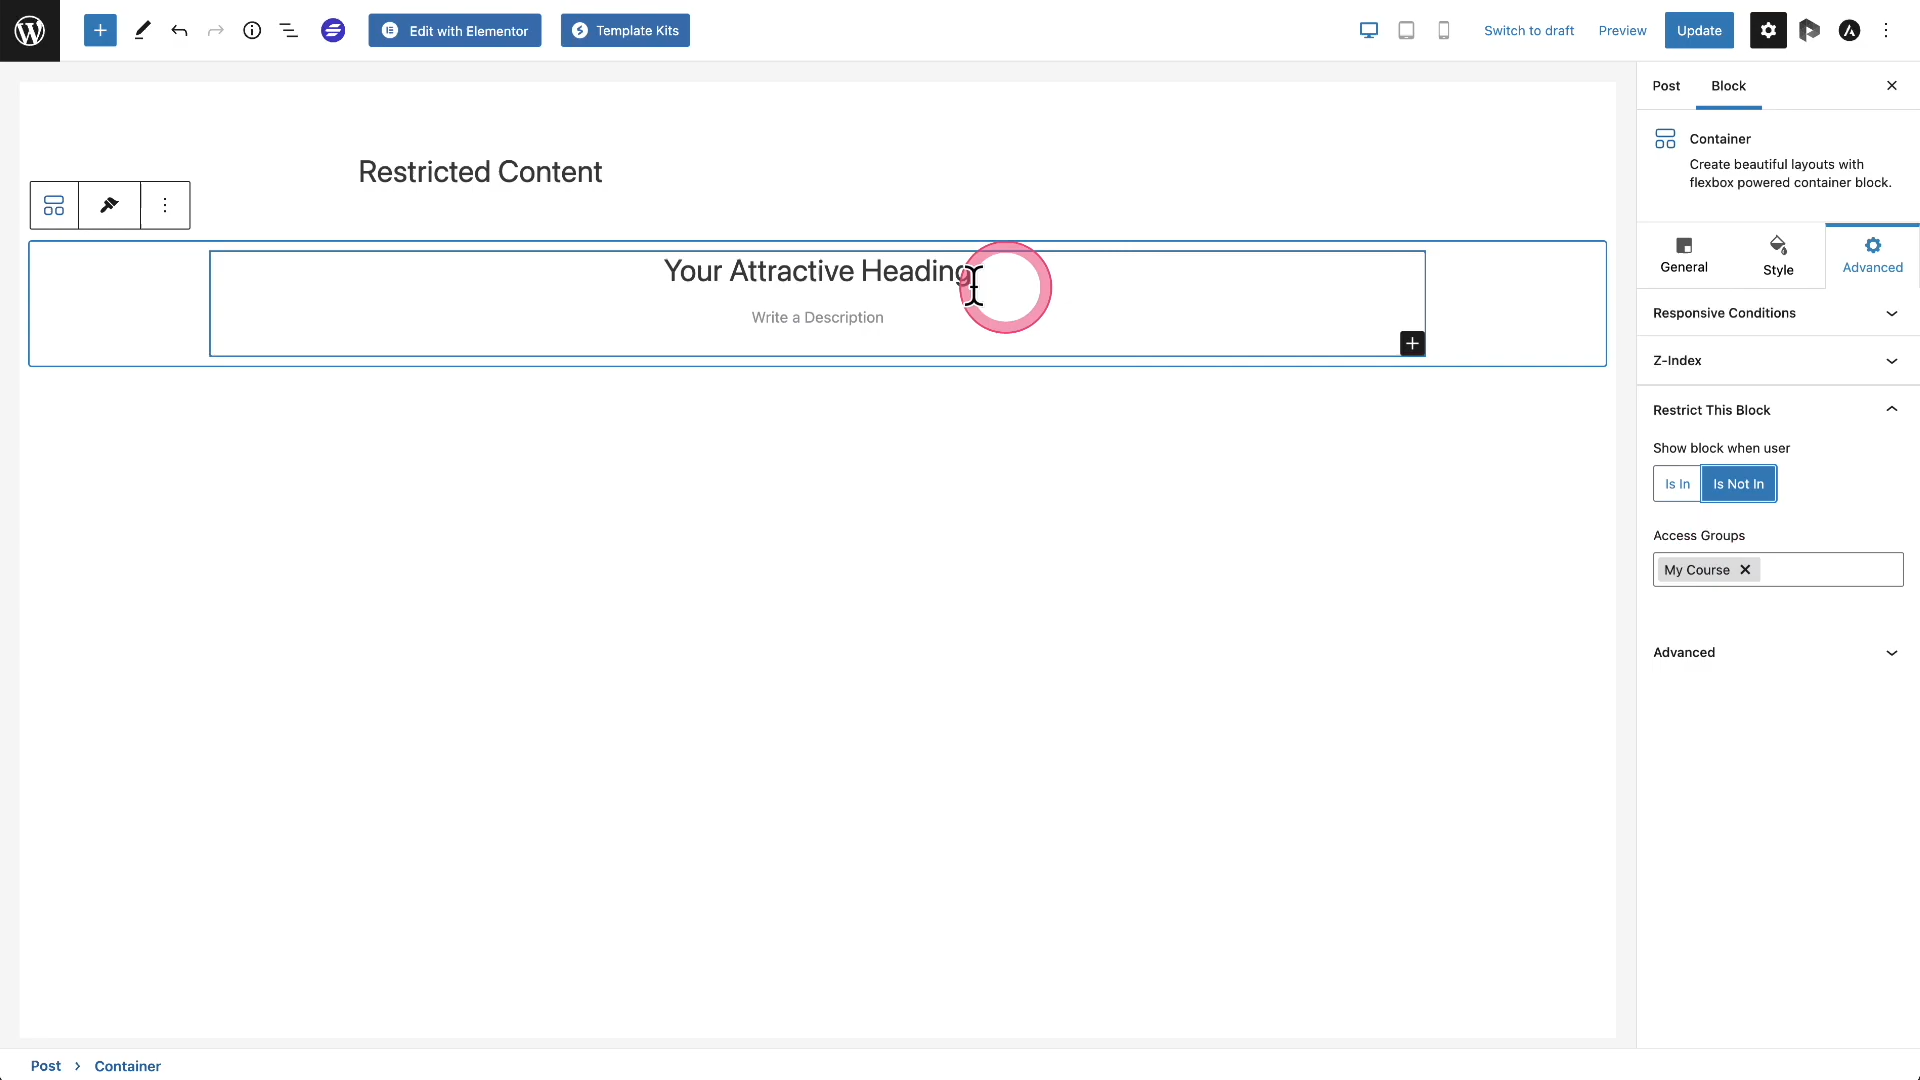 Edit with Elementor
Template Kits
Switch to draft
Preview
Update
Post
Block
Container
Create beautiful layouts with
flexbox powered container block.
General
Style
Advanced
Restricted Content
Your Attractive Heading
Write a Description
Responsive Conditions
Z-Index
Restrict This Block
Show block when user
Is In
Is Not In
Access Groups
My Course
Advanced
Post
Container